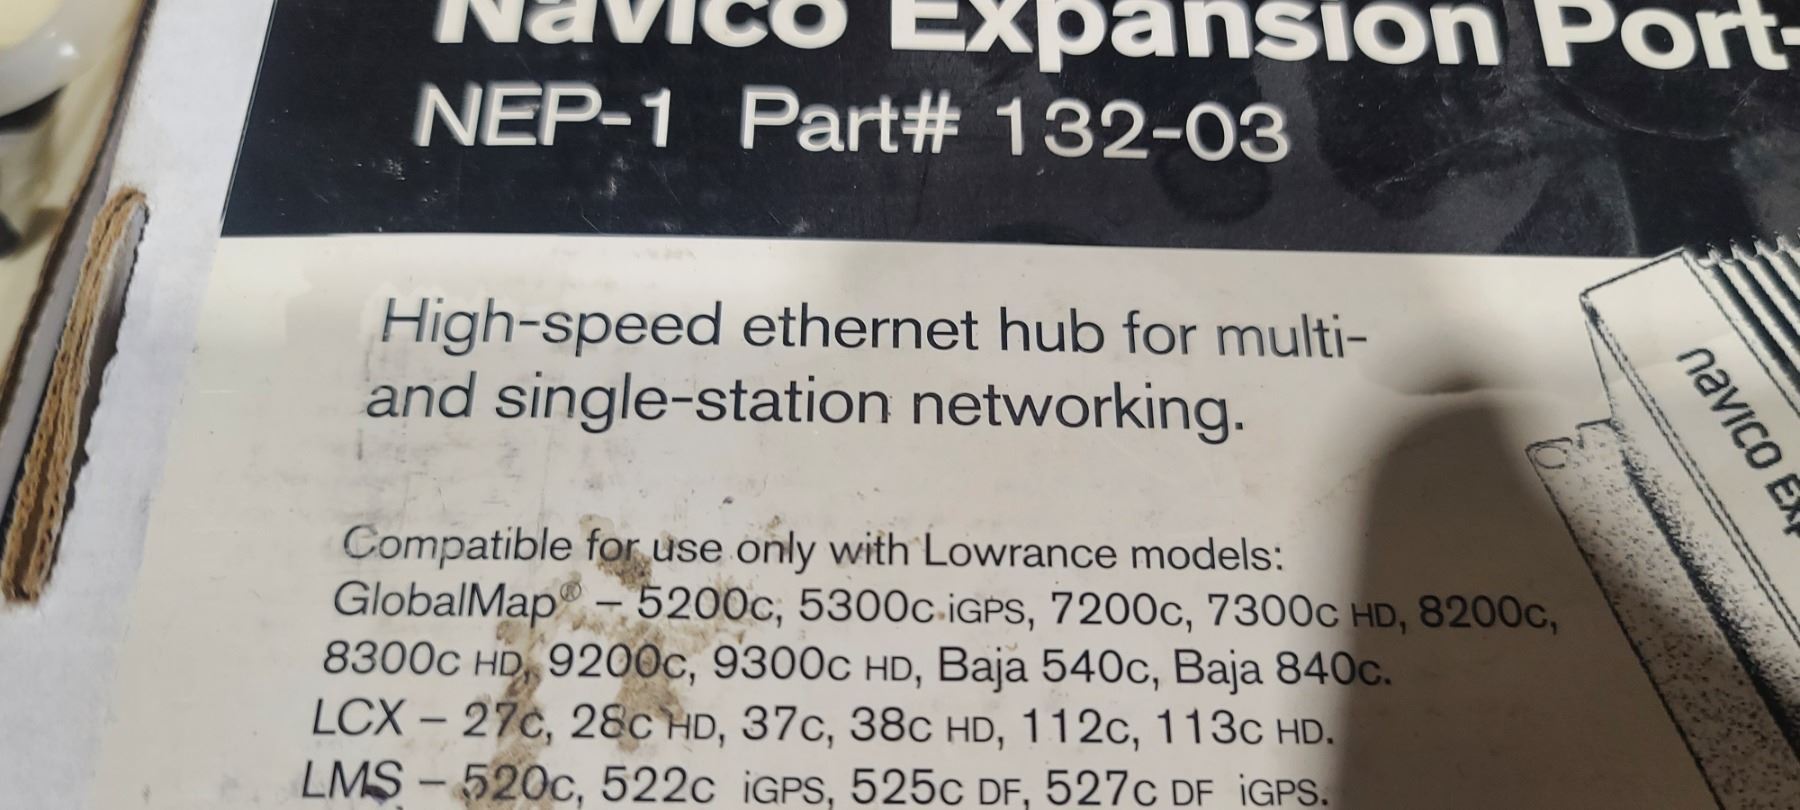 Navico Expansion Port-
NEP-1 Part# 132-03
High-speed ethernet hub for multi-
and single-station networking.
Compatible for use only with Lowrance models:
GlobalMap® – 5200c, 5300c iGPS, 7200c, 7300c HD, 8200c,
8300c HD, 9200c, 9300c HD, Baja 540c, Baja 840c.
LCX – 27c, 28c HD, 37c, 38c HD, 112c, 113c HD.
LMS – 520c, 522c iGPS, 525c DF, 527c DF iGPS.
navico